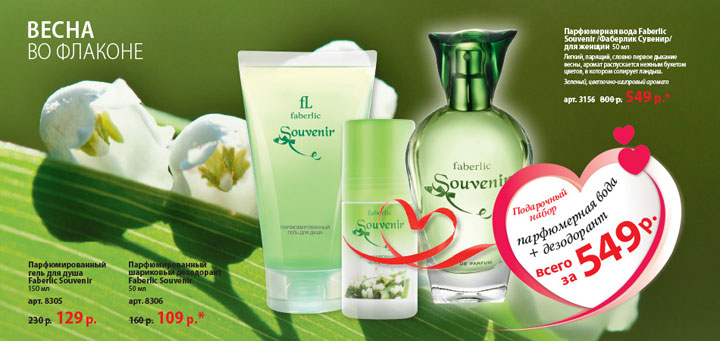 ВЕСНА
ВО ФЛАКОНЕ
Парфюмерная вода Faberlic
Souvenir /Фаберлик Сувенир/
для женщин 50 мл
Легкий, парящий, словно первое дыхание
весны, аромат распускается нежным букетом
цветов, в котором солирует ландыш.
Зеленый, цветочно-шипровый аромат
арт. 3156 800 р. 549 р.*
fL
faberlic
Souvenir
ПАРФЮМИРОВАННЫЙ
ГЕЛЬ ДЛЯ ДУША
faberlic
Souvenir
faberlic
Souvenir
DE PARFUM
Подарочный
набор
парфюмерная вода
+ дезодорант
всего
за 549р.
Парфюмированный
гель для душа
Faberlic Souvenir
150 мл
арт. 8305
230 р. 129 р.
Парфюмированный
шариковый дезодорант
Faberlic Souvenir
50 мл
арт. 8306
160 р. 109 р.*